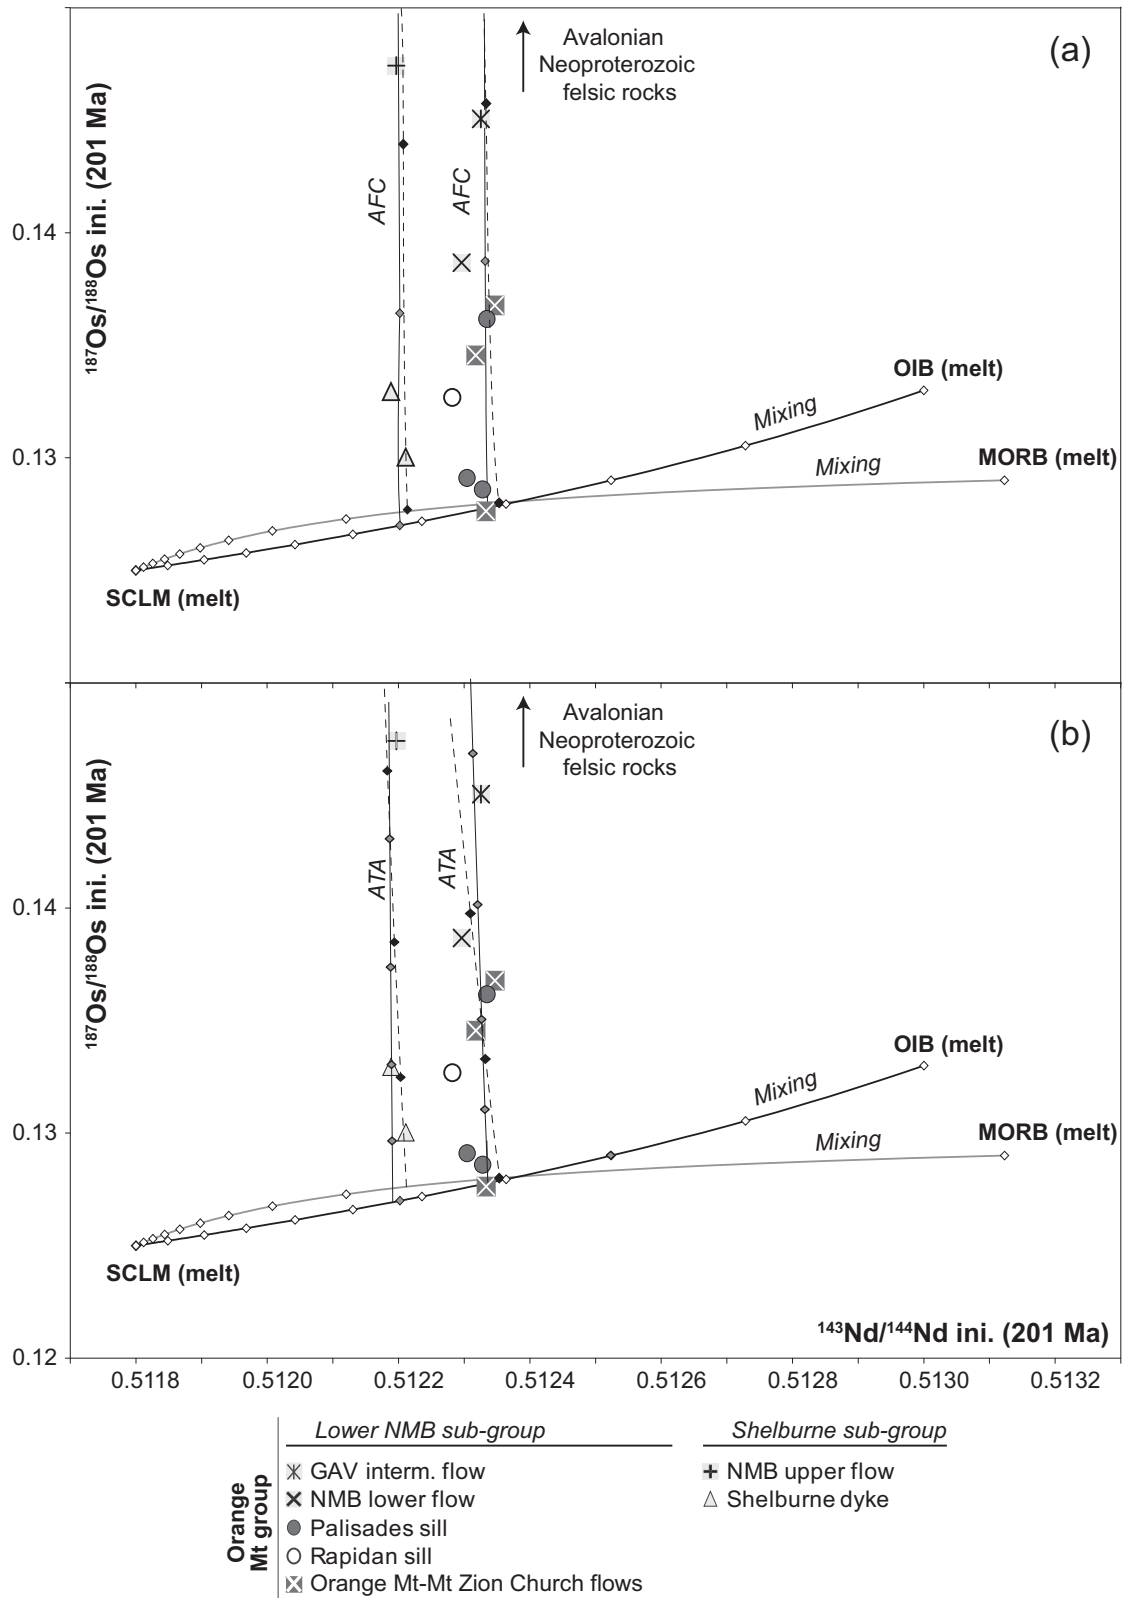 Avalonian
Neoproterozoic
felsic rocks
(a)
187Os/188Os ini. (201 Ma)
AFC
AFC
0.14
OIB (melt)
Mixing
0.13
Mixing
MORB (melt)
SCLM (melt)
Avalonian
Neoproterozoic
felsic rocks
(b)
187Os/188Os ini. (201 Ma)
ATA
ATA
0.14
OIB (melt)
Mixing
0.13
Mixing
MORB (melt)
SCLM (melt)
143Nd/144Nd ini. (201 Ma)
0.12
0.5118 0.5120 0.5122 0.5124 0.5126 0.5128 0.5130 0.5132
Lower NMB sub-group
Shelburne sub-group
Orange
Mt group
GAV interm. flow
NMB upper flow
NMB lower flow
Shelburne dyke
Palisades sill
Rapidan sill
Orange Mt-Mt Zion Church flows